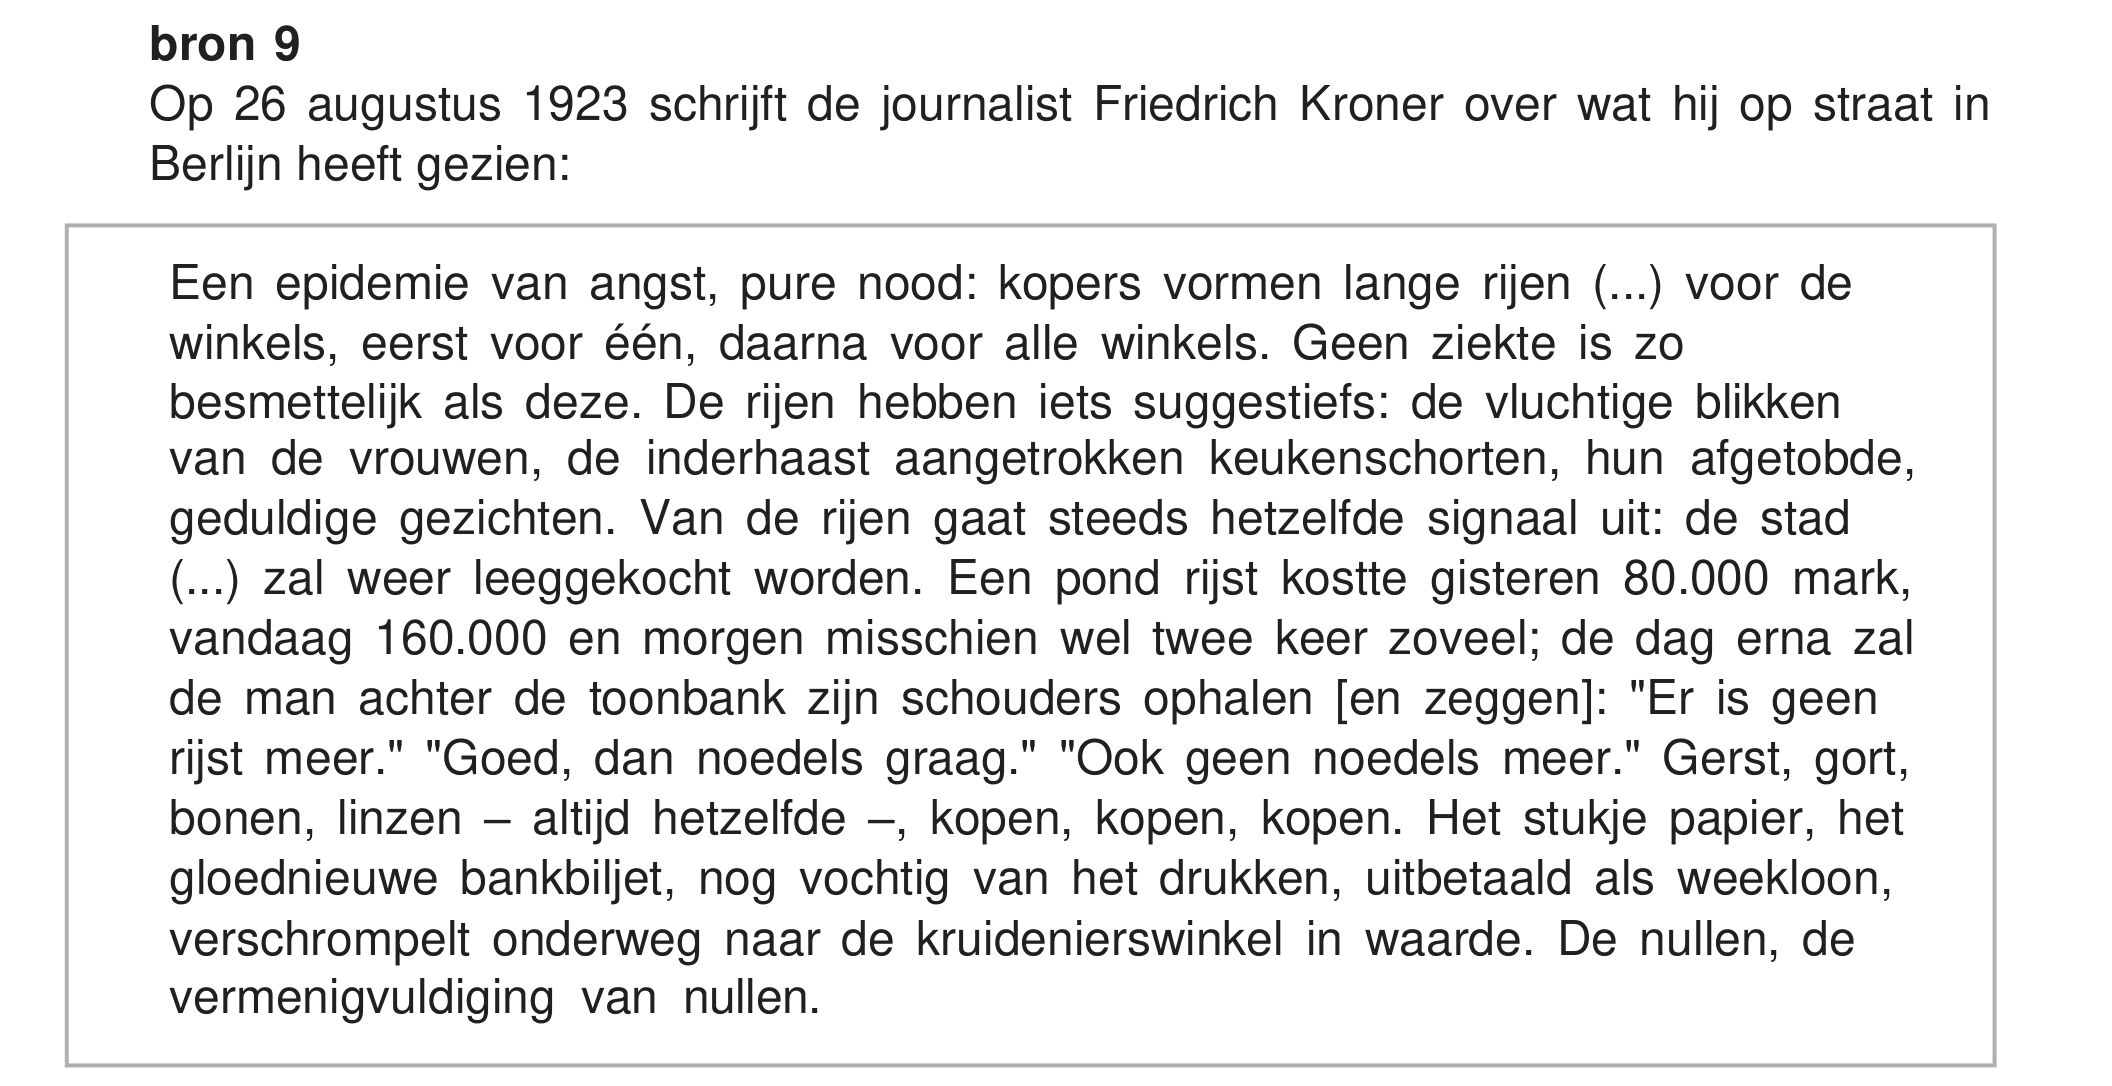 bron 9
Op 26 augustus 1923 schrijft de journalist Friedrich Kroner over wat hij op straat in
Berlijn heeft gezien:
Een epidemie van angst, pure nood: kopers vormen lange rijen (...) voor de
winkels, eerst voor één, daarna voor alle winkels. Geen ziekte is zo
besmettelijk als deze. De rijen hebben iets suggestiefs: de vluchtige blikken
van de vrouwen, de inderhaast aangetrokken keukenschorten, hun afgetobde,
geduldige gezichten. Van de rijen gaat steeds hetzelfde signaal uit: de stad
(...) zal weer leeggekocht worden. Een pond rijst kostte gisteren 80.000 mark,
vandaag 160.000 en morgen misschien wel twee keer zoveel; de dag erna zal
de man achter de toonbank zijn schouders ophalen [en zeggen]: "Er is geen
rijst meer." "Goed, dan noedels graag." "Ook geen noedels meer." Gerst, gort,
bonen, linzen – altijd hetzelfde –, kopen, kopen, kopen. Het stukje papier, het
gloednieuwe bankbiljet, nog vochtig van het drukken, uitbetaald als weekloon,
verschrompelt onderweg naar de kruidenierswinkel in waarde. De nullen, de
vermenigvuldiging van nullen.